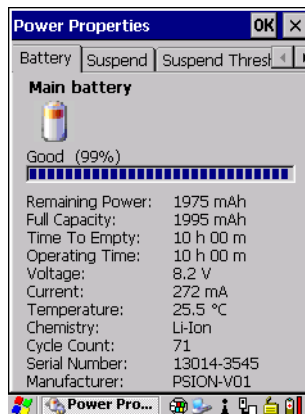 Power Properties OK ×
Battery Suspend Suspend Thresh
Main battery
Good (99%)
Remaining Power: 1975 mAh
Full Capacity: 1995 mAh
Time To Empty: 10 h 00 m
Operating Time: 10 h 00 m
Voltage: 8.2 V
Current: 272 mA
Temperature: 25.5 °C
Chemistry: Li-Ion
Cycle Count: 71
Serial Number: 13014-3545
Manufacturer: PSION-V01
Power Pro...